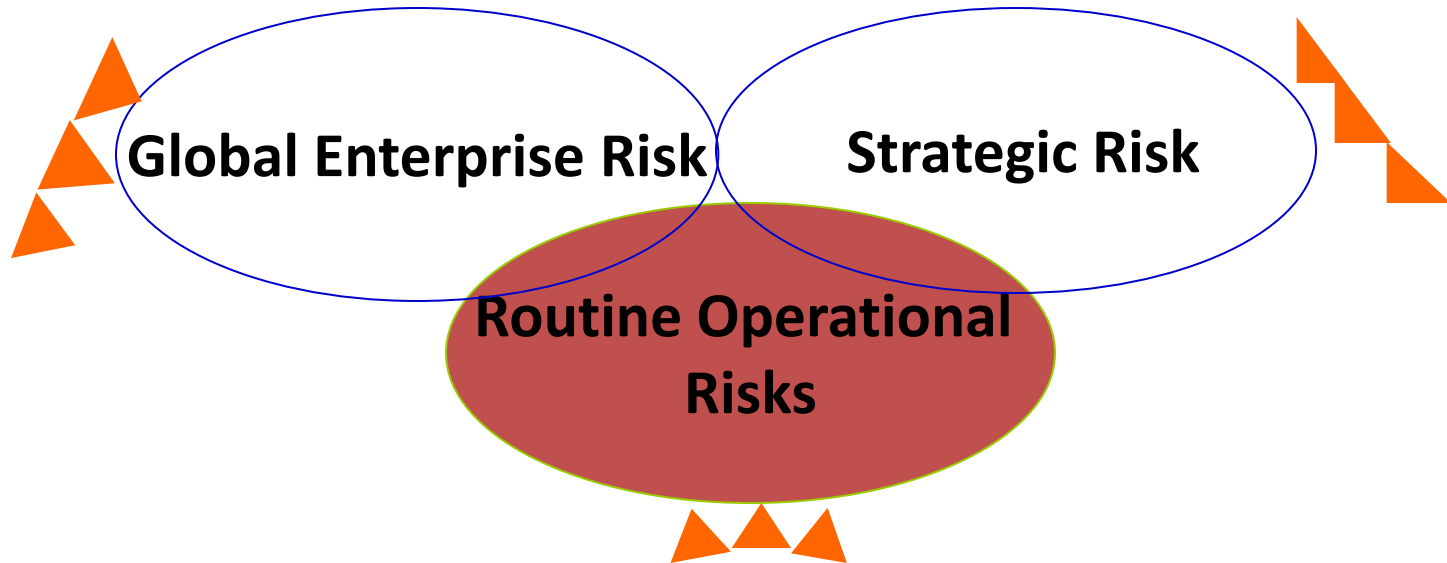 Global Enterprise Risk
Strategic Risk
Routine Operational
Risks